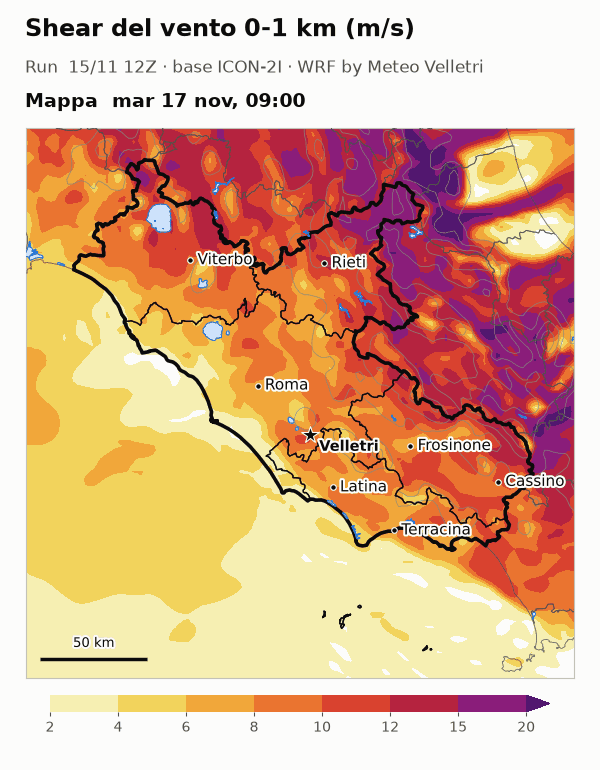 Shear del vento 0-1 km (m/s)
Run  15/11 12Z · base ICON-2I · WRF by Meteo Velletri
Mappa  mar 17 nov, 09:00
Viterbo
Rieti
Roma
Velletri
Frosinone
Latina
Cassino
Terracina
50 km
2 4 6 8 10 12 15 20